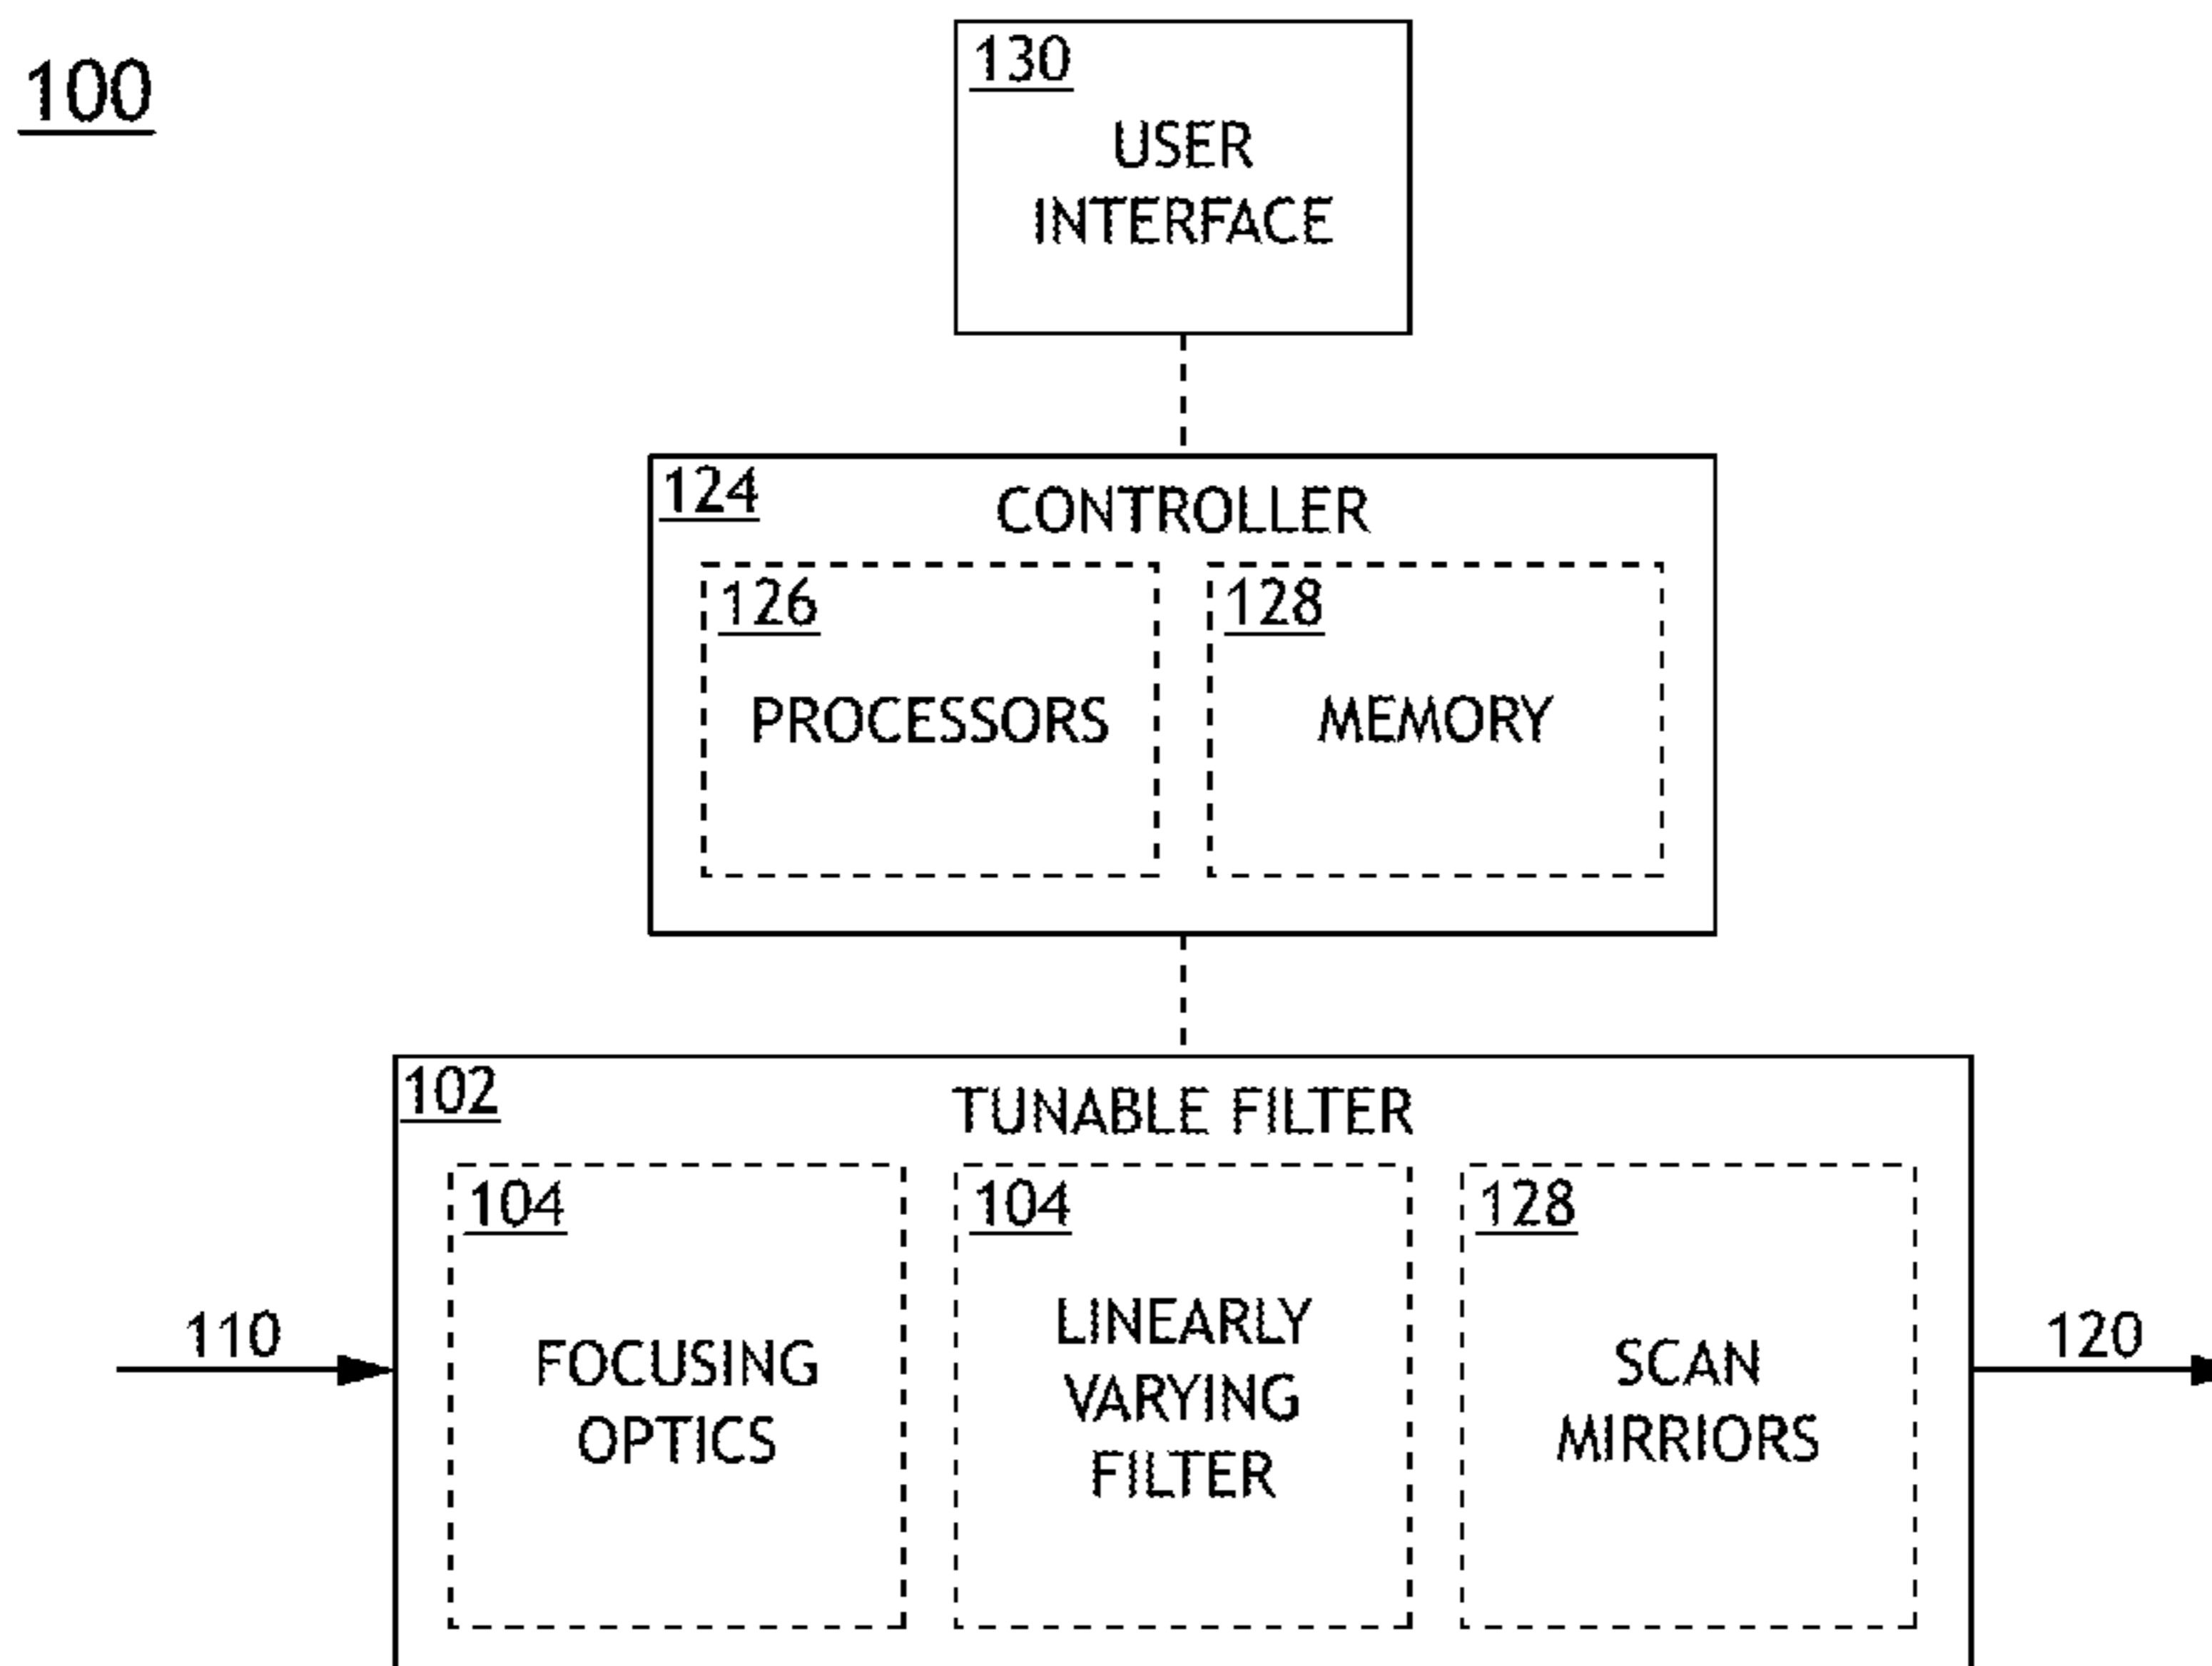 100
130
USER
INTERFACE
124
CONTROLLER
126
PROCESSORS
128
MEMORY
102
TUNABLE FILTER
104
FOCUSING
OPTICS
104
LINEARLY
VARYING
FILTER
128
SCAN
MIRRIORS
110
120